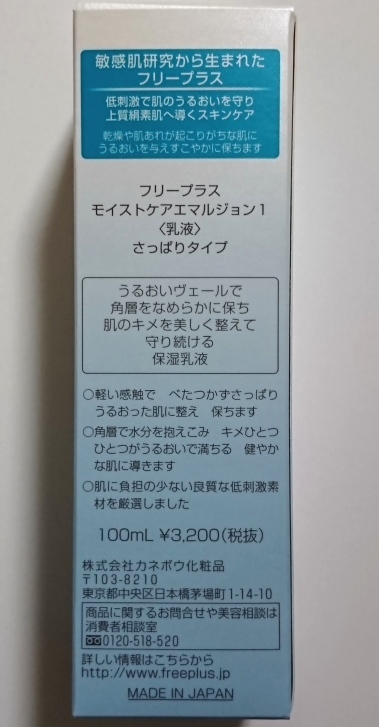 敏感肌研究から生まれた
フリープラス
低刺激で肌のうるおいを守り
上質絹素肌へ導くスキンケア
乾燥や肌あれが起こりがちな肌に
うるおいを与えすこやかに保ちます
フリープラス
モイストケアエマルジョン1
〈乳液〉
さっぱりタイプ
うるおいヴェールで
角層をなめらかに保ち
肌のキメを美しく整えて
守り続ける
保湿乳液
○軽い感触で　べたつかずさっぱり
うるおった肌に整え　保ちます
○角層で水分を抱えこみ　キメひとつ
ひとつがうるおいで満ちる　健やか
な肌に導きます
○肌に負担の少ない良質な低刺激素
材を厳選しました
100mL ¥3,200(税抜)
株式会社カネボウ化粧品
〒103-8210
東京都中央区日本橋茅場町1-14-10
商品に関するお問合せや美容相談は
消費者相談室
0120-518-520
詳しい情報はこちらから
http://www.freeplus.jp
MADE IN JAPAN